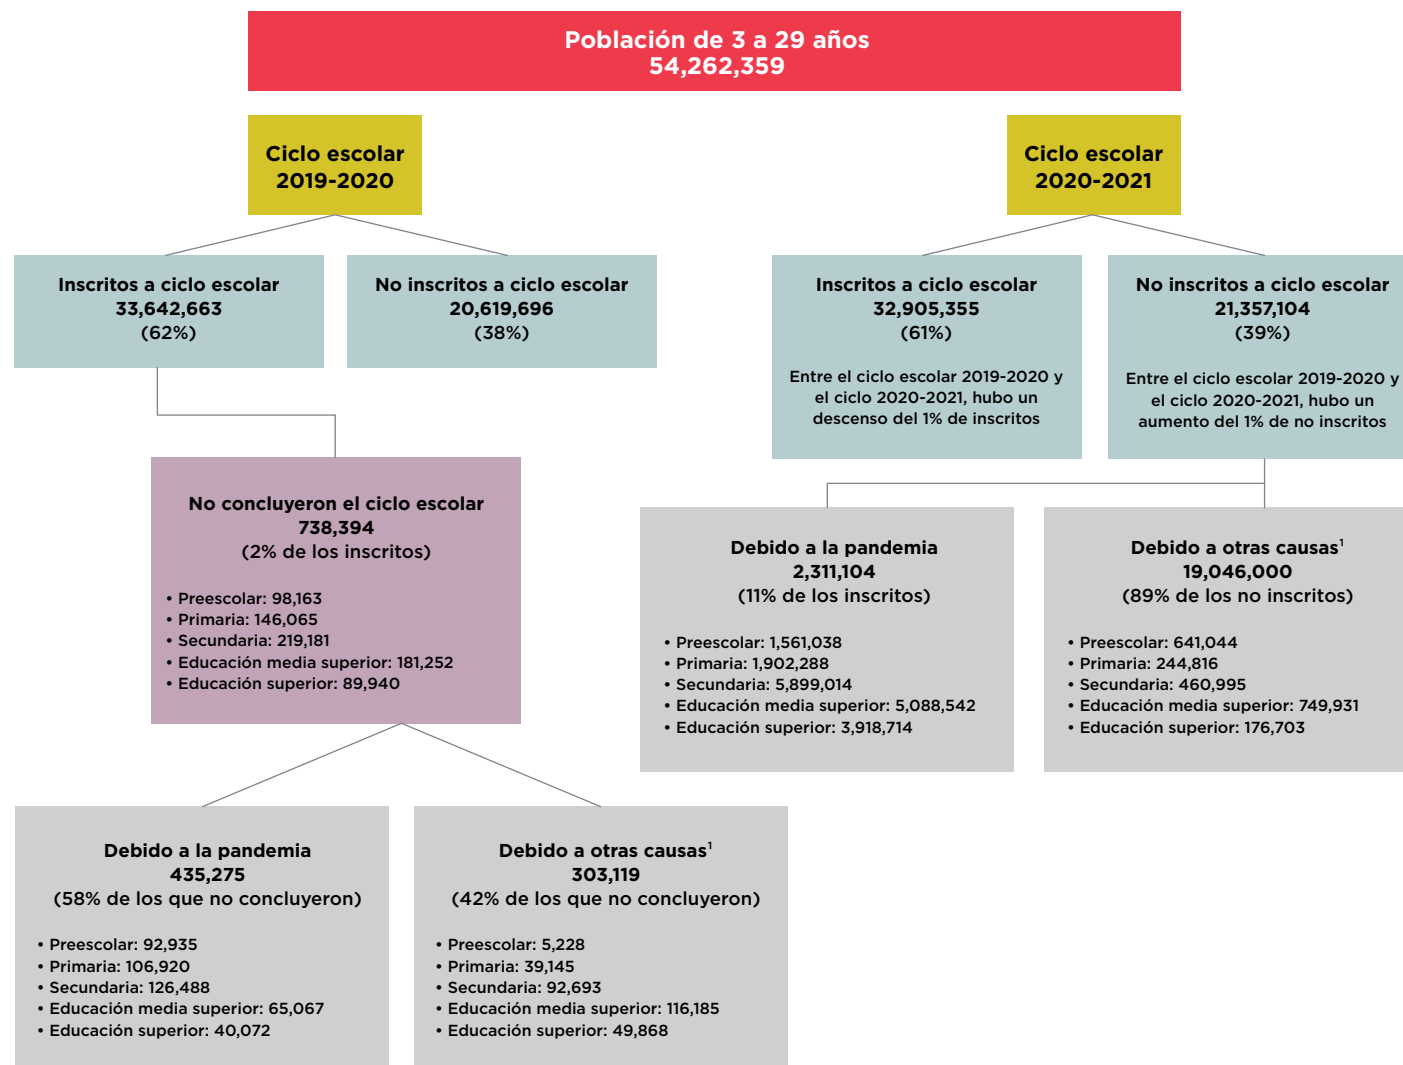 Población de 3 a 29 años
54,262,359
Ciclo escolar
2019-2020
Ciclo escolar
2020-2021
Inscritos a ciclo escolar
33,642,663
(62%)
No inscritos a ciclo escolar
20,619,696
(38%)
Inscritos a ciclo escolar
32,905,355
(61%)
Entre el ciclo escolar 2019-2020 y
el ciclo 2020-2021, hubo un
descenso del 1% de inscritos
No inscritos a ciclo escolar
21,357,104
(39%)
Entre el ciclo escolar 2019-2020 y
el ciclo 2020-2021, hubo un
aumento del 1% de no inscritos
No concluyeron el ciclo escolar
738,394
(2% de los inscritos)
• Preescolar: 98,163
• Primaria: 146,065
• Secundaria: 219,181
• Educación media superior: 181,252
• Educación superior: 89,940
Debido a la pandemia
2,311,104
(11% de los inscritos)
• Preescolar: 1,561,038
• Primaria: 1,902,288
• Secundaria: 5,899,014
• Educación media superior: 5,088,542
• Educación superior: 3,918,714
Debido a otras causas¹
19,046,000
(89% de los no inscritos)
• Preescolar: 641,044
• Primaria: 244,816
• Secundaria: 460,995
• Educación media superior: 749,931
• Educación superior: 176,703
Debido a la pandemia
435,275
(58% de los que no concluyeron)
• Preescolar: 92,935
• Primaria: 106,920
• Secundaria: 126,488
• Educación media superior: 65,067
• Educación superior: 40,072
Debido a otras causas¹
303,119
(42% de los que no concluyeron)
• Preescolar: 5,228
• Primaria: 39,145
• Secundaria: 92,693
• Educación media superior: 116,185
• Educación superior: 49,868